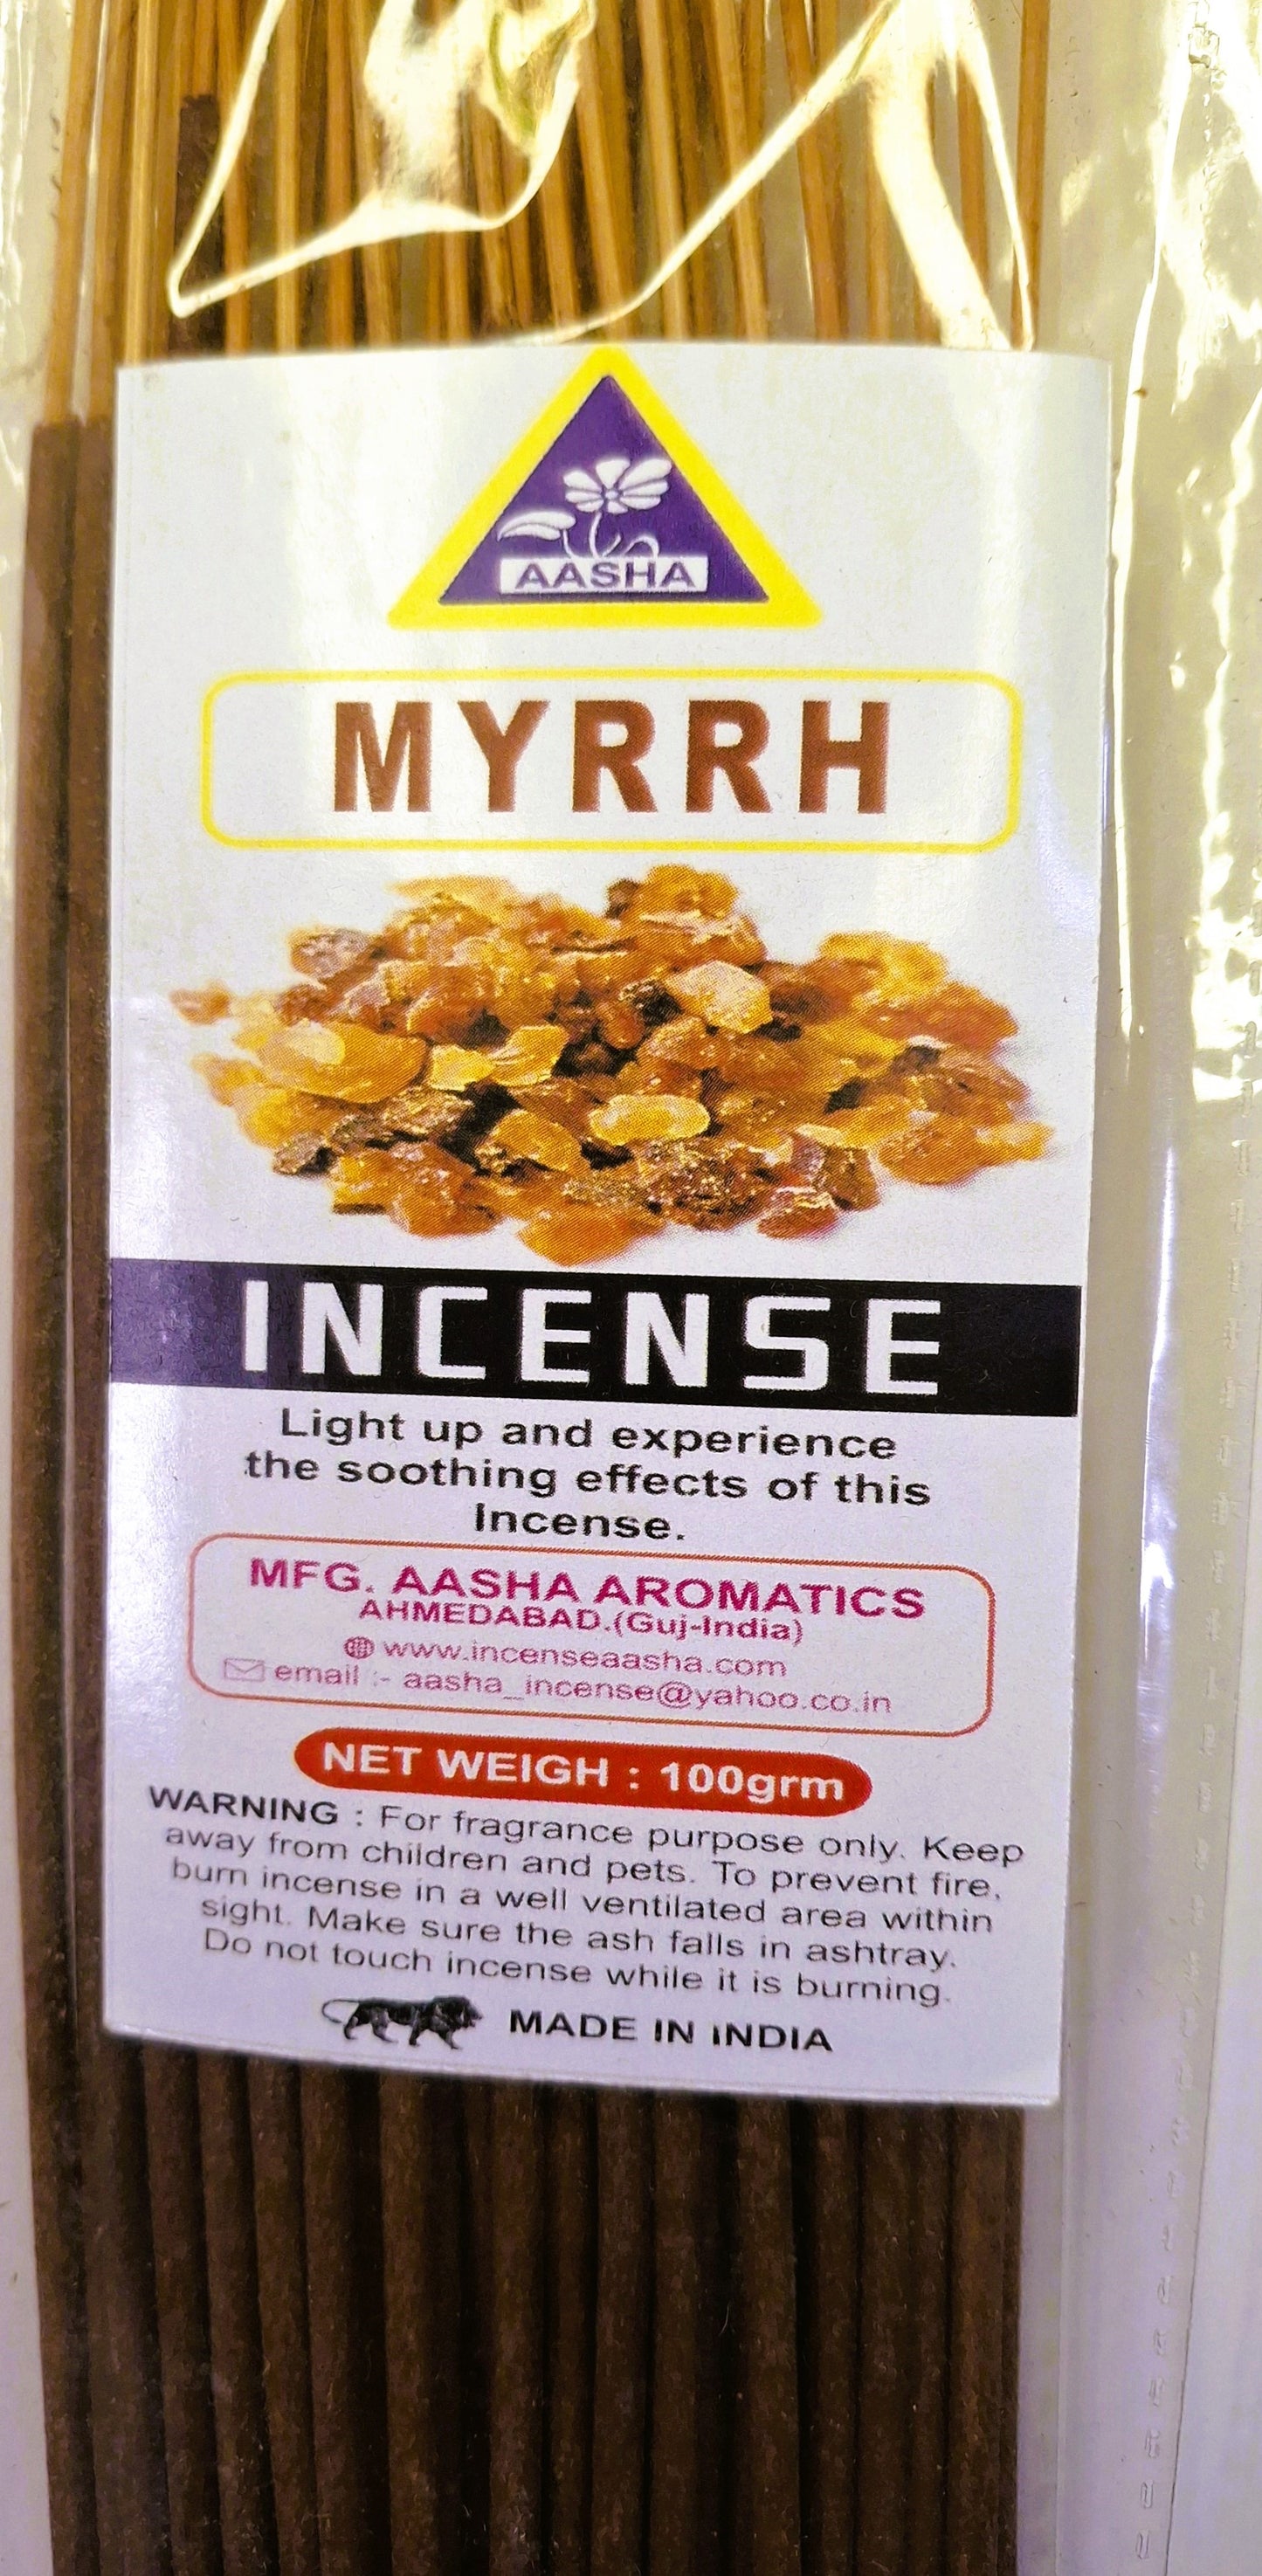 AASHA
MYRRH
INCENSE
Light up and experience
the soothing effects of this
Incense.
MFG. AASHA AROMATICS
AHMEDABAD.(Guj-India)
www.incenseaasha.com
email :- aasha_incense@yahoo.co.in
NET WEIGH : 100grm
WARNING : For fragrance purpose only. Keep
away from children and pets. To prevent fire,
burn incense in a well ventilated area within
sight. Make sure the ash falls in ashtray.
Do not touch incense while it is burning.
MADE IN INDIA